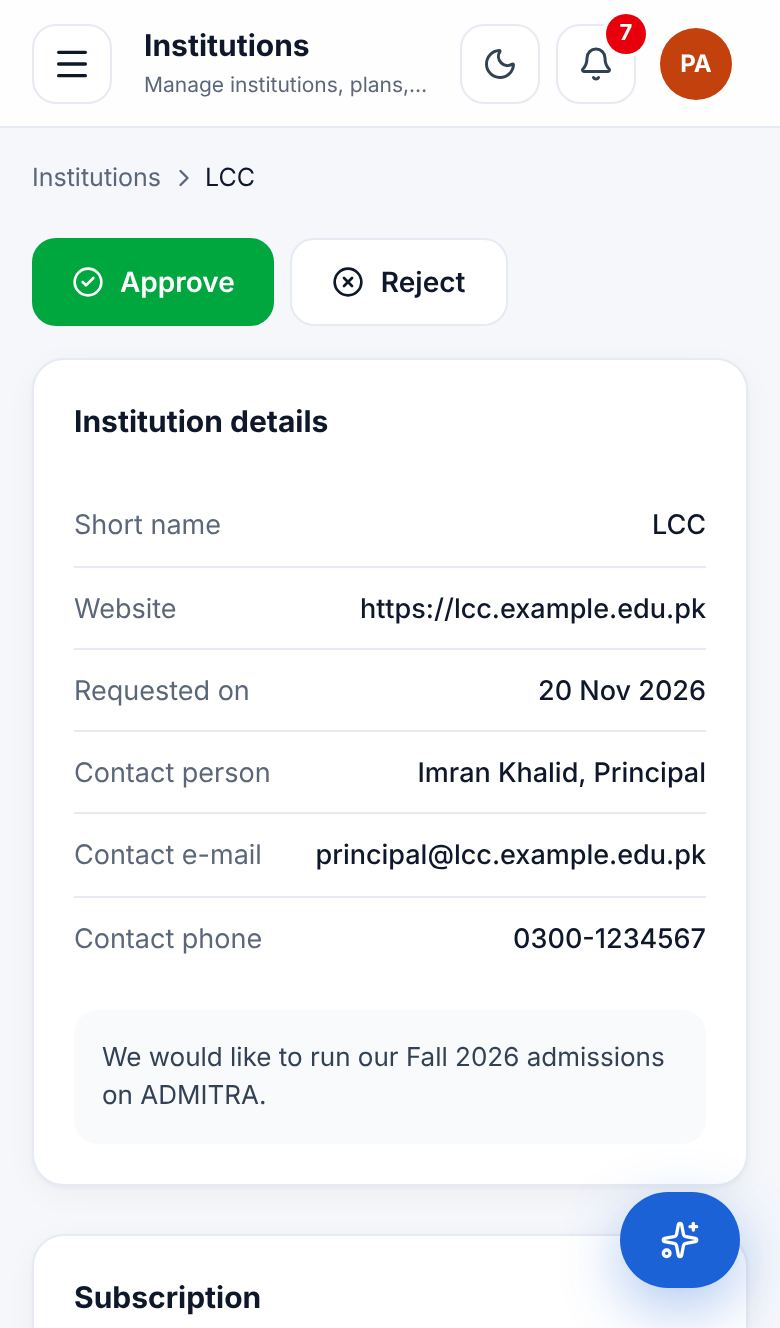 Institutions
Manage institutions, plans,...
7
PA
Institutions > LCC
Approve
Reject
Institution details
Short name LCC
Website https://lcc.example.edu.pk
Requested on 20 Nov 2026
Contact person Imran Khalid, Principal
Contact e-mail principal@lcc.example.edu.pk
Contact phone 0300-1234567
We would like to run our Fall 2026 admissions
on ADMITRA.
Subscription